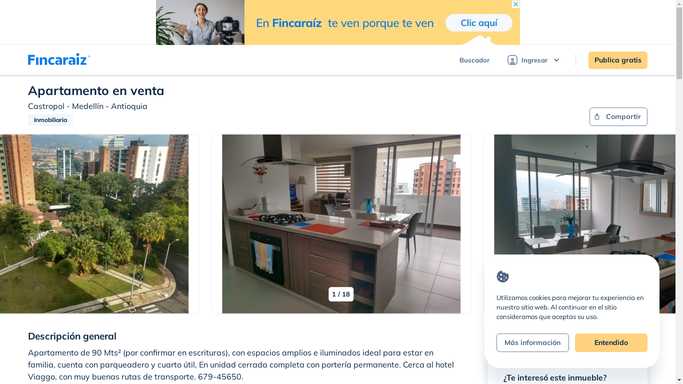 En Fincaraíz te ven porque te ven
Clic aquí
Fincaraíz
Buscador
Ingresar
Publica gratis
Apartamento en venta
Castropol - Medellín - Antioquia
Inmobiliaria
Compartir
1 / 18
Utilizamos cookies para mejorar tu experiencia en
nuestro sitio web. Al continuar en el sitio
consideramos que aceptas su uso.
Más información
Entendido
Descripción general
Apartamento de 90 Mts² (por confirmar en escrituras), con espacios amplios e iluminados ideal para estar en
familia, cuenta con parqueadero y cuarto útil, En unidad cerrada completa con portería permanente. Cerca al hotel
Viaggo, con muy buenas rutas de transporte. 679-45650.
¿Te interesó este inmueble?